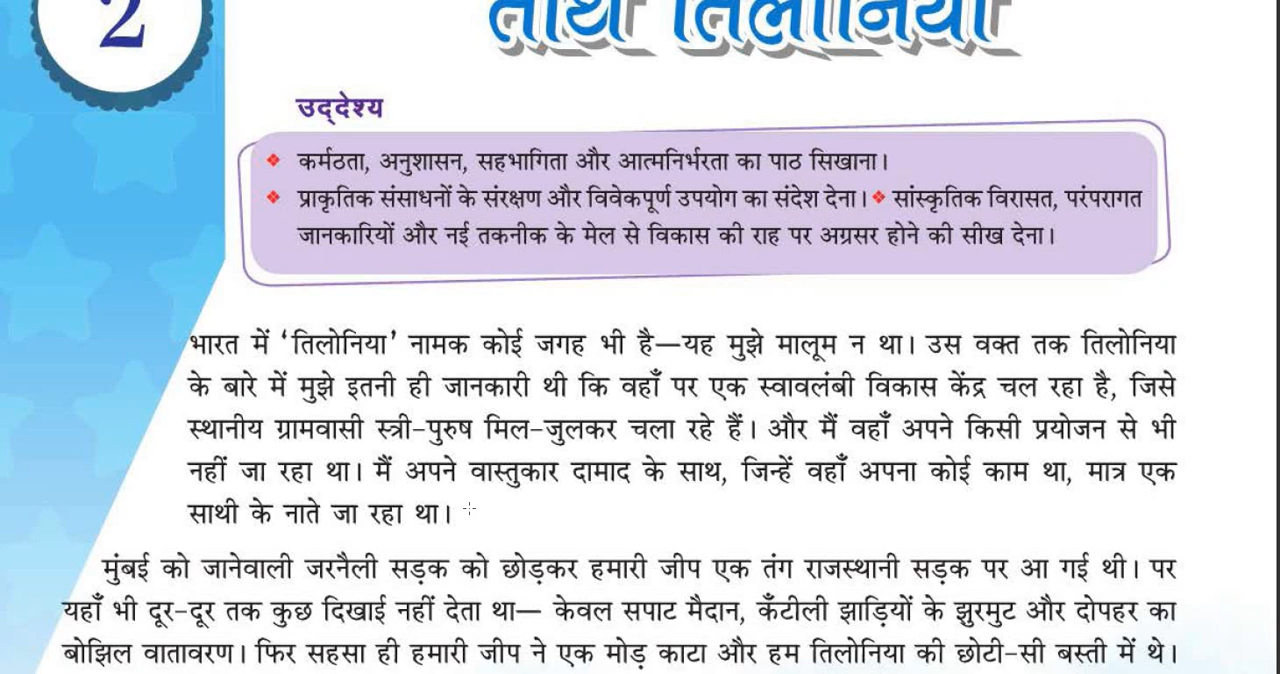 2
तीर्थ तिलोनिया
उद्‌देश्य
❖ कर्मठता, अनुशासन, सहभागिता और आत्मनिर्भरता का पाठ सिखाना।
❖ प्राकृतिक संसाधनों के संरक्षण और विवेकपूर्ण उपयोग का संदेश देना। ❖ सांस्कृतिक विरासत, परंपरागत
जानकारियों और नई तकनीक के मेल से विकास की राह पर अग्रसर होने की सीख देना।
भारत में ‘तिलोनिया’ नामक कोई जगह भी है—यह मुझे मालूम न था। उस वक्त तक तिलोनिया
के बारे में मुझे इतनी ही जानकारी थी कि वहाँ पर एक स्वावलंबी विकास केंद्र चल रहा है, जिसे
स्थानीय ग्रामवासी स्त्री-पुरुष मिल-जुलकर चला रहे हैं। और मैं वहाँ अपने किसी प्रयोजन से भी
नहीं जा रहा था। मैं अपने वास्तुकार दामाद के साथ, जिन्हें वहाँ अपना कोई काम था, मात्र एक
साथी के नाते जा रहा था।
मुंबई को जानेवाली जरनैली सड़क को छोड़कर हमारी जीप एक तंग राजस्थानी सड़क पर आ गई थी। पर
यहाँ भी दूर-दूर तक कुछ दिखाई नहीं देता था— केवल सपाट मैदान, कँटीली झाड़ियों के झुरमुट और दोपहर का
बोझिल वातावरण। फिर सहसा ही हमारी जीप ने एक मोड़ काटा और हम तिलोनिया की छोटी-सी बस्ती में थे।